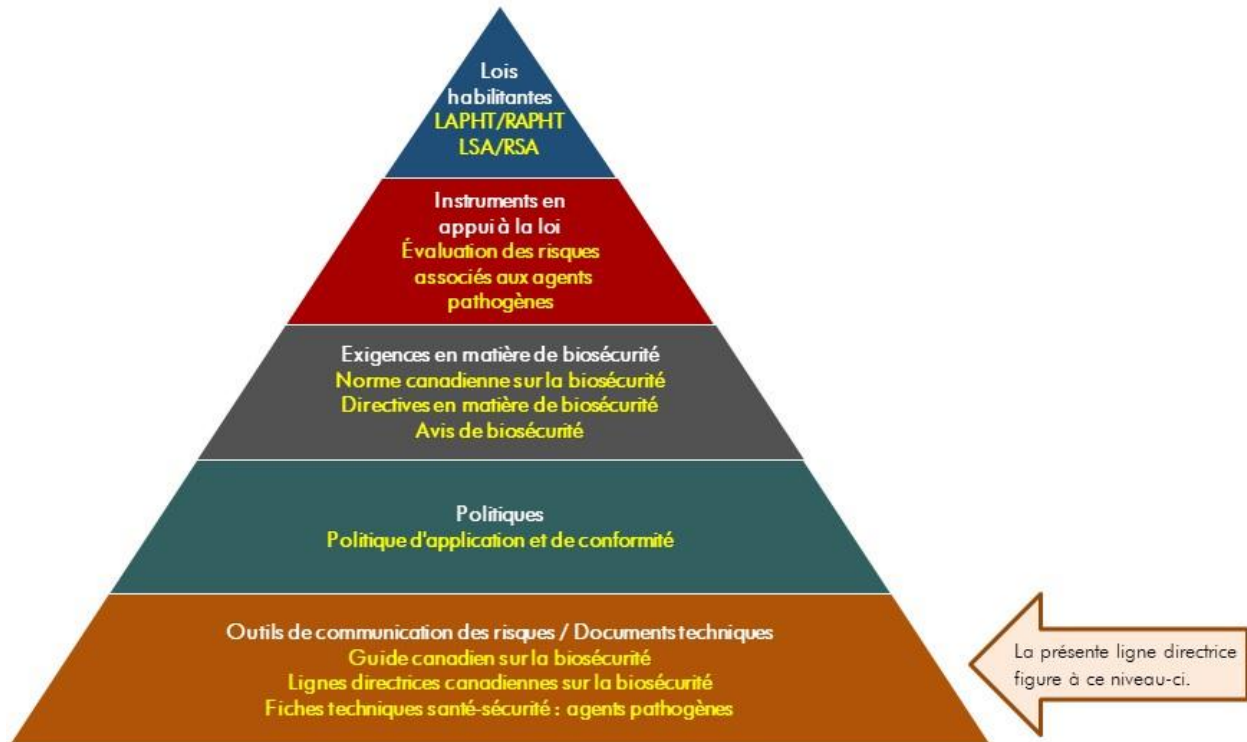 Lois
habilitantes
LAPHT/RAPHT
LSA/RSA
Instruments en
appui à la loi
Évaluation des risques
associés aux agents
pathogènes
Exigences en matière de biosécurité
Norme canadienne sur la biosécurité
Directives en matière de biosécurité
Avis de biosécurité
Politiques
Politique d'application et de conformité
Outils de communication des risques / Documents techniques
Guide canadien sur la biosécurité
Lignes directrices canadiennes sur la biosécurité
Fiches techniques santé-sécurité : agents pathogènes
La présente ligne directrice
figure à ce niveau-ci.